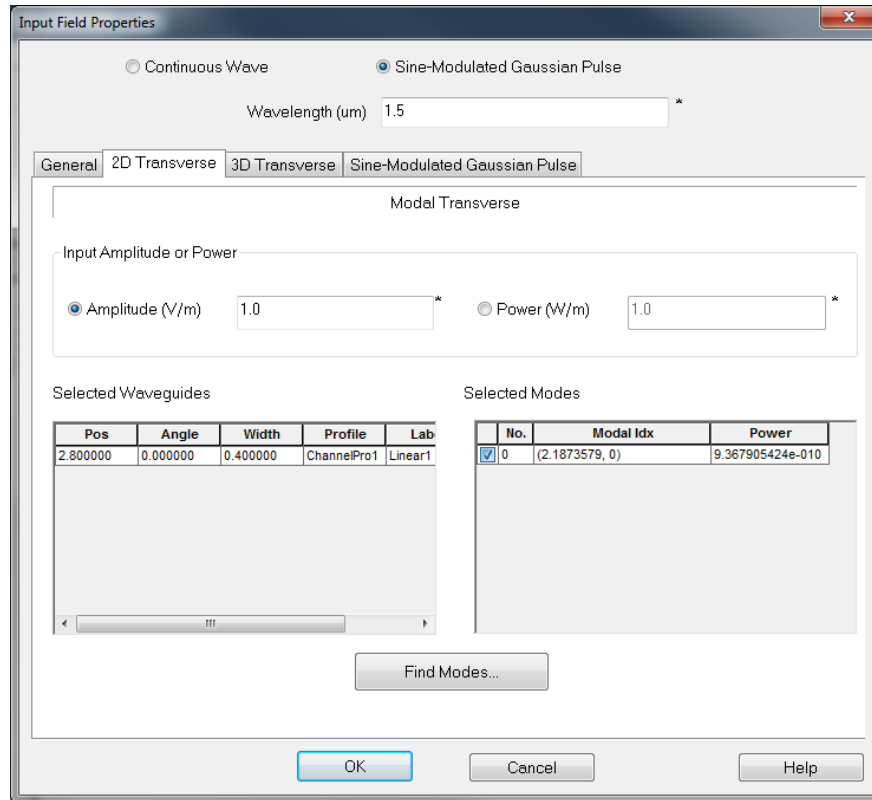 Input Field Properties
Continuous Wave Sine-Modulated Gaussian Pulse
Wavelength (um) 1.5 *
General 2D Transverse 3D Transverse Sine-Modulated Gaussian Pulse
Modal Transverse
Input Amplitude or Power
Amplitude (V/m) 1.0 * Power (W/m) 1.0 *
Selected Waveguides Selected Modes
Pos Angle Width Profile Lab No. Modal Idx Power
2.800000 0.000000 0.400000 ChannelPro1 Linear1 0 (2.1873579, 0) 9.367905424e-010
Find Modes...
OK Cancel Help